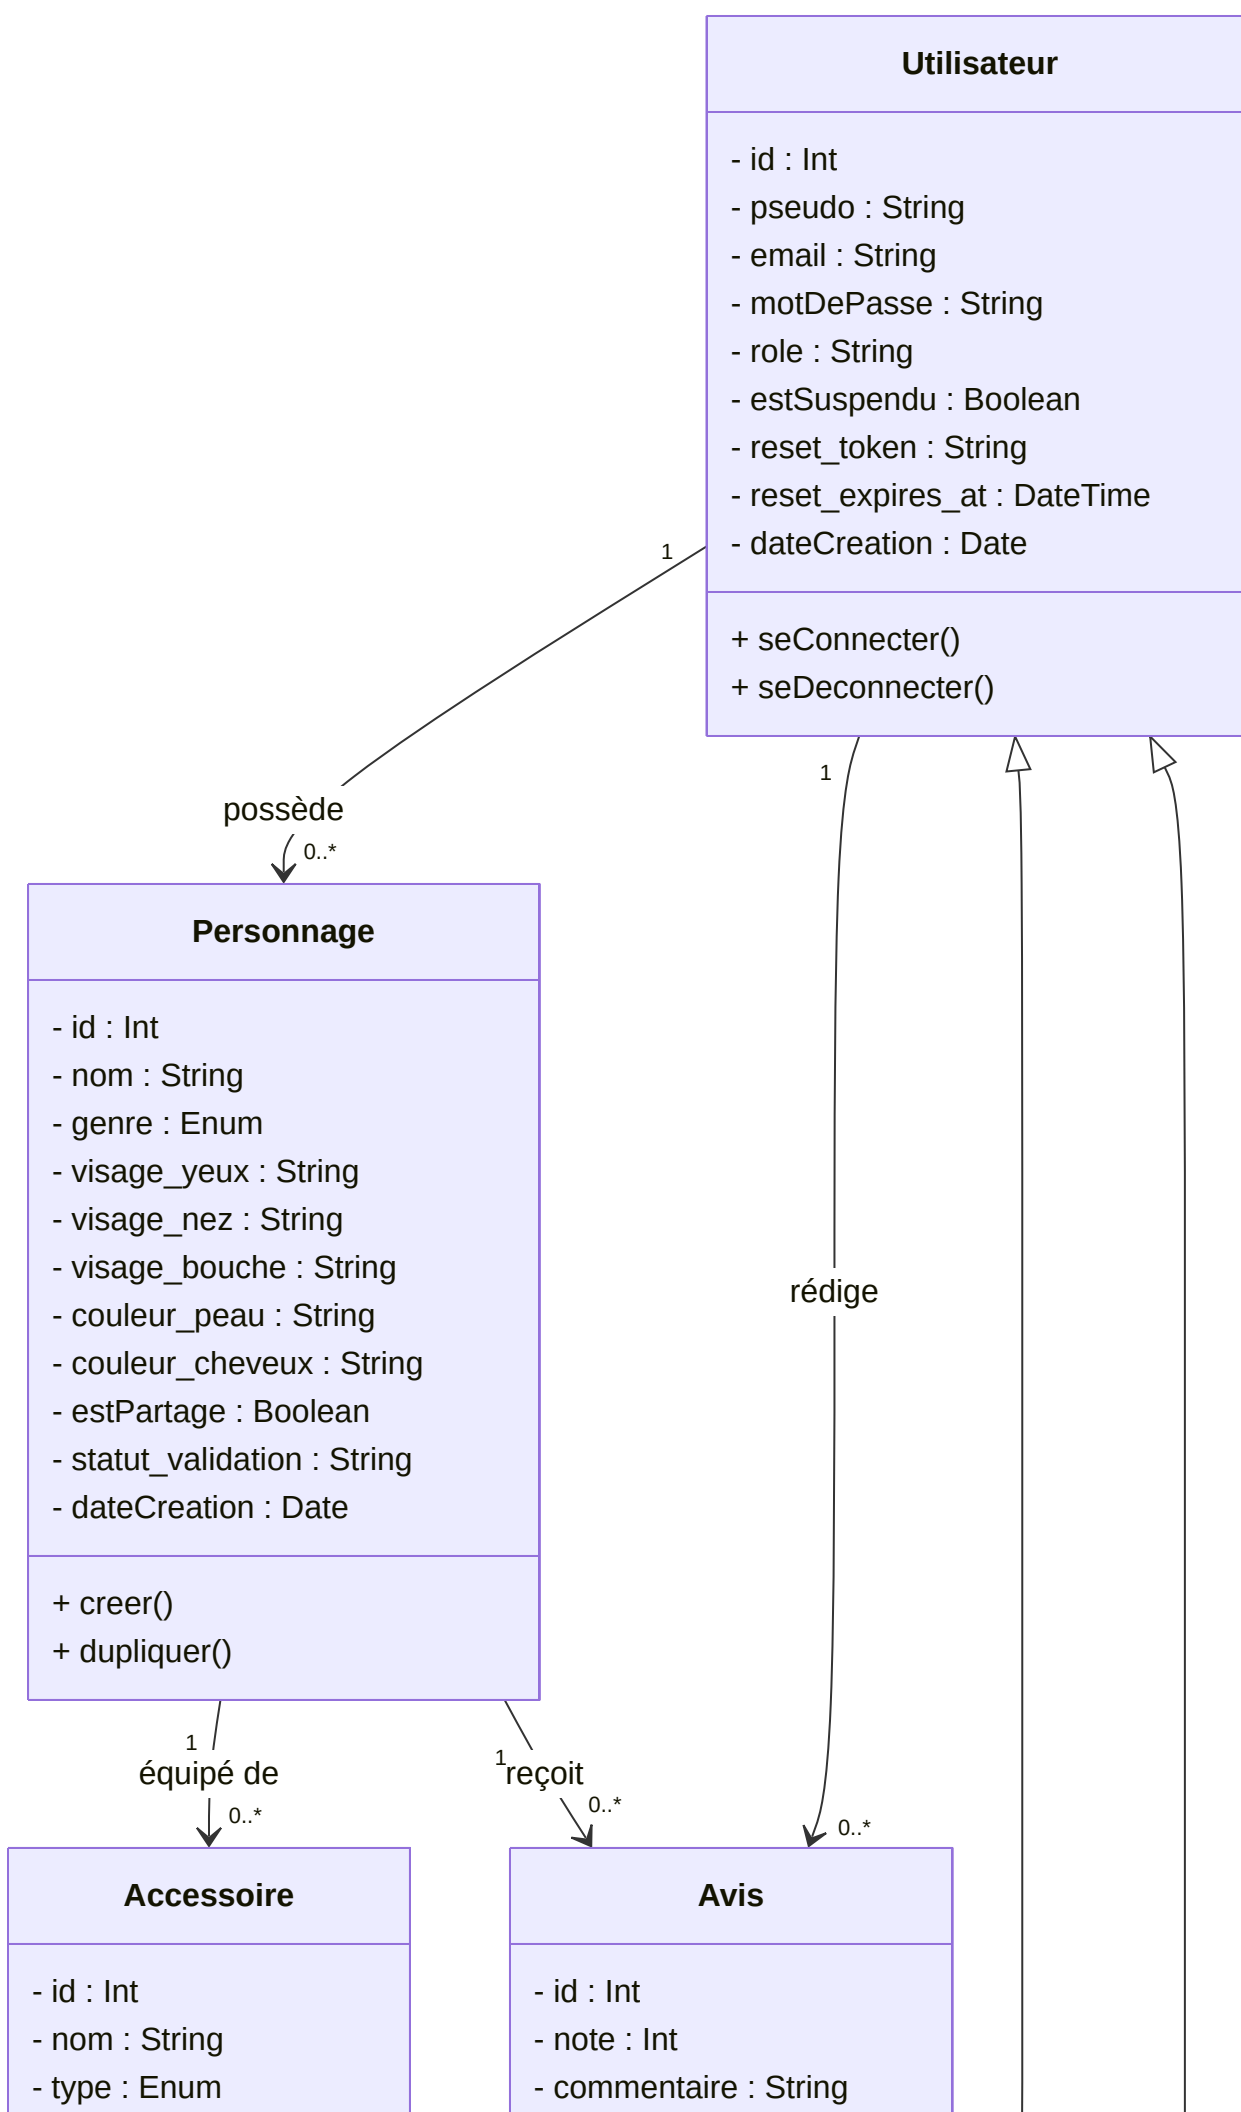 Utilisateur
- id : Int
- pseudo : String
- email : String
- motDePasse : String
- role : String
- estSuspendu : Boolean
- reset_token : String
- reset_expires_at : DateTime
- dateCreation : Date
+ seConnecter()
+ seDeconnecter()
1
possède
0..*
1
rédige
0..*
Personnage
- id : Int
- nom : String
- genre : Enum
- visage_yeux : String
- visage_nez : String
- visage_bouche : String
- couleur_peau : String
- couleur_cheveux : String
- estPartage : Boolean
- statut_validation : String
- dateCreation : Date
+ creer()
+ dupliquer()
1
équipé de
0..*
1
reçoit
0..*
Accessoire
- id : Int
- nom : String
- type : Enum
Avis
- id : Int
- note : Int
- commentaire : String